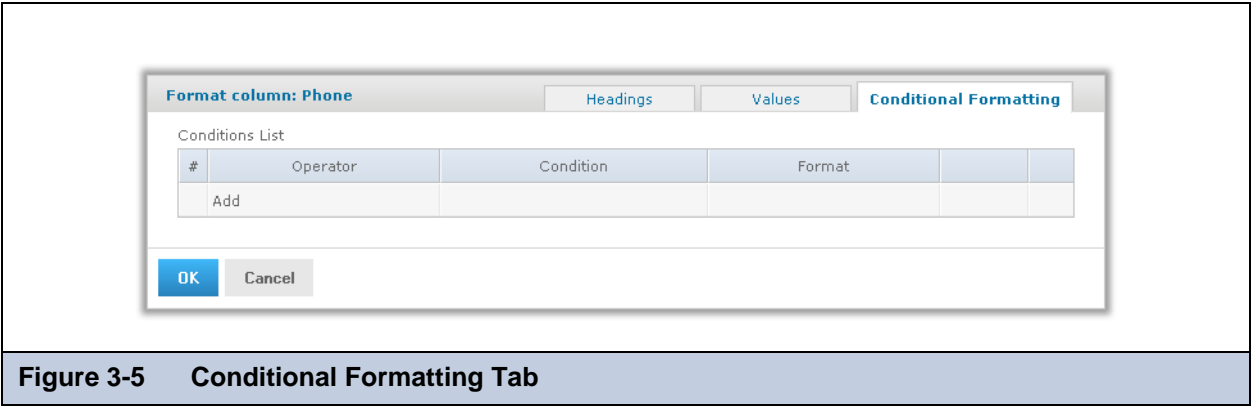 Format column: Phone Headings Values Conditional Formatting
Conditions List
# Operator Condition Format
Add
OK Cancel
Figure 3-5 Conditional Formatting Tab